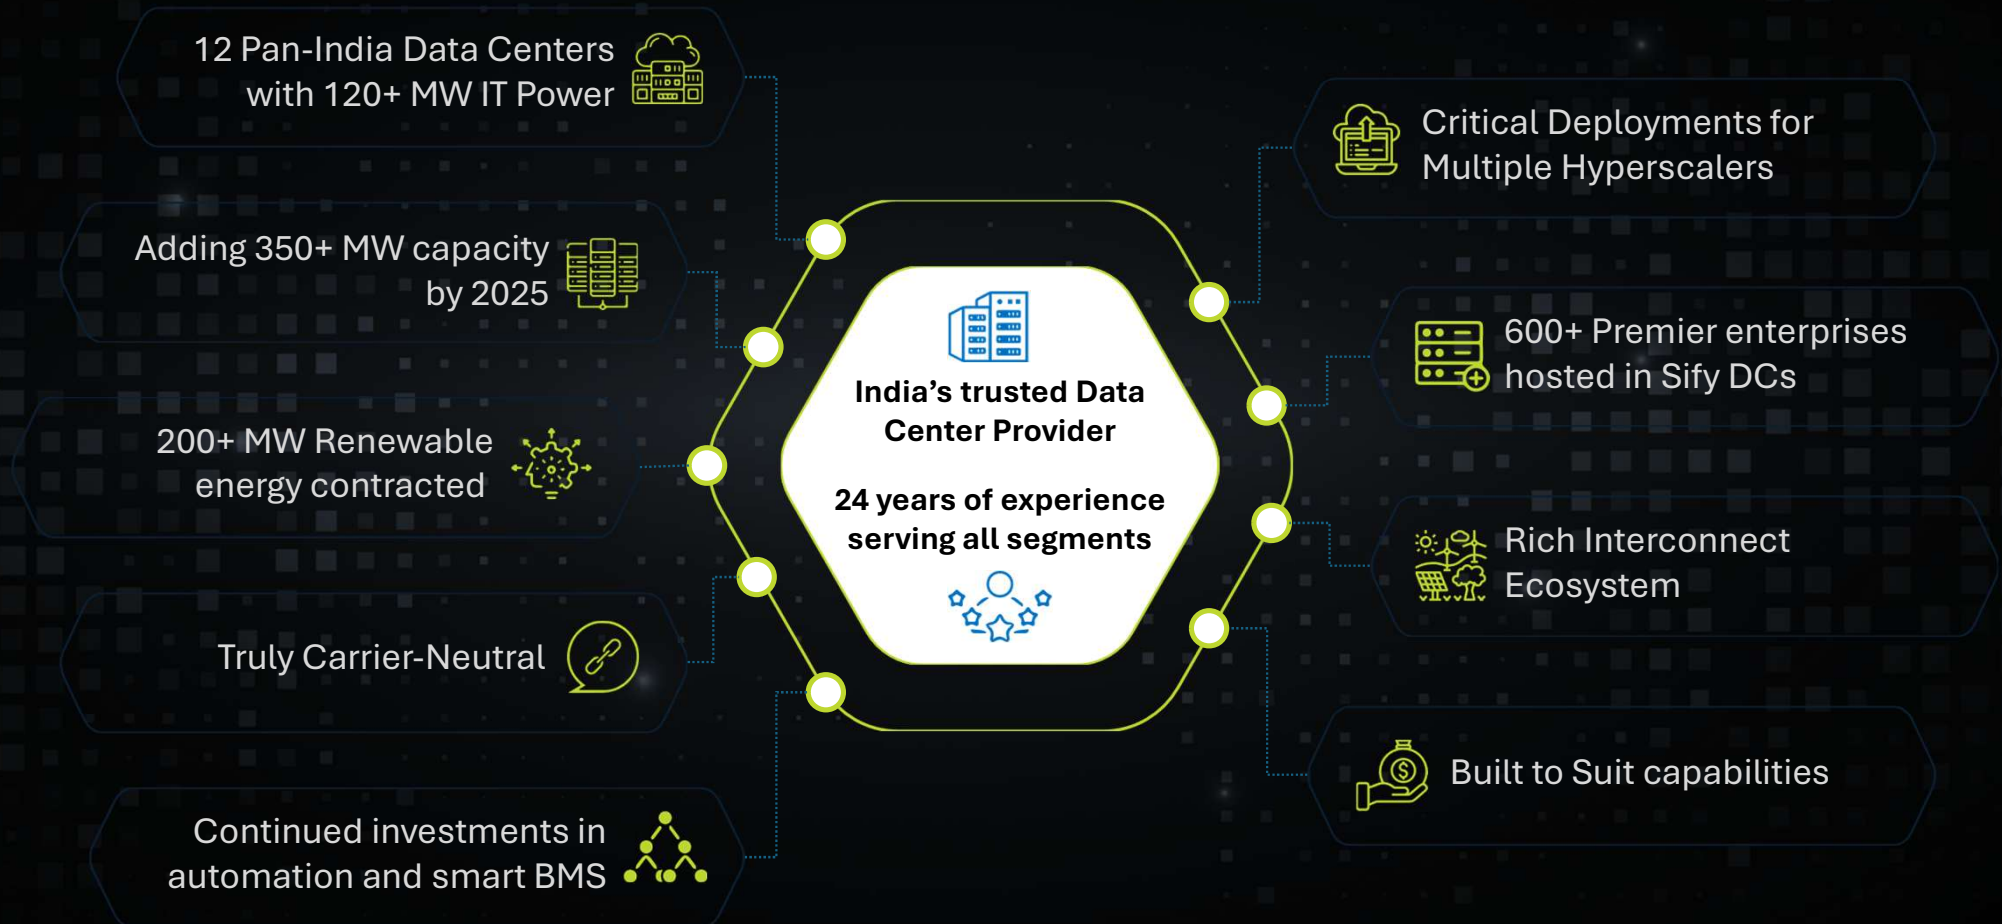 12 Pan-India Data Centers
with 120+ MW IT Power
Adding 350+ MW capacity
by 2025
200+ MW Renewable
energy contracted
Truly Carrier-Neutral
Continued investments in
automation and smart BMS
India’s trusted Data
Center Provider
24 years of experience
serving all segments
Critical Deployments for
Multiple Hyperscalers
600+ Premier enterprises
hosted in Sify DCs
Rich Interconnect
Ecosystem
Built to Suit capabilities